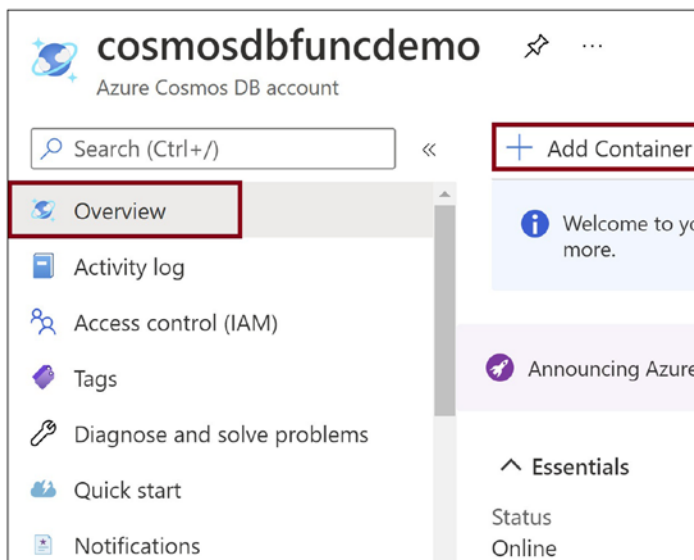 cosmosdbfuncdemo
Azure Cosmos DB account
Search (Ctrl+/)
Add Container
Overview
Welcome to yo
more.
Activity log
Access control (IAM)
Announcing Azure
Tags
Diagnose and solve problems
Essentials
Quick start
Status
Notifications
Online